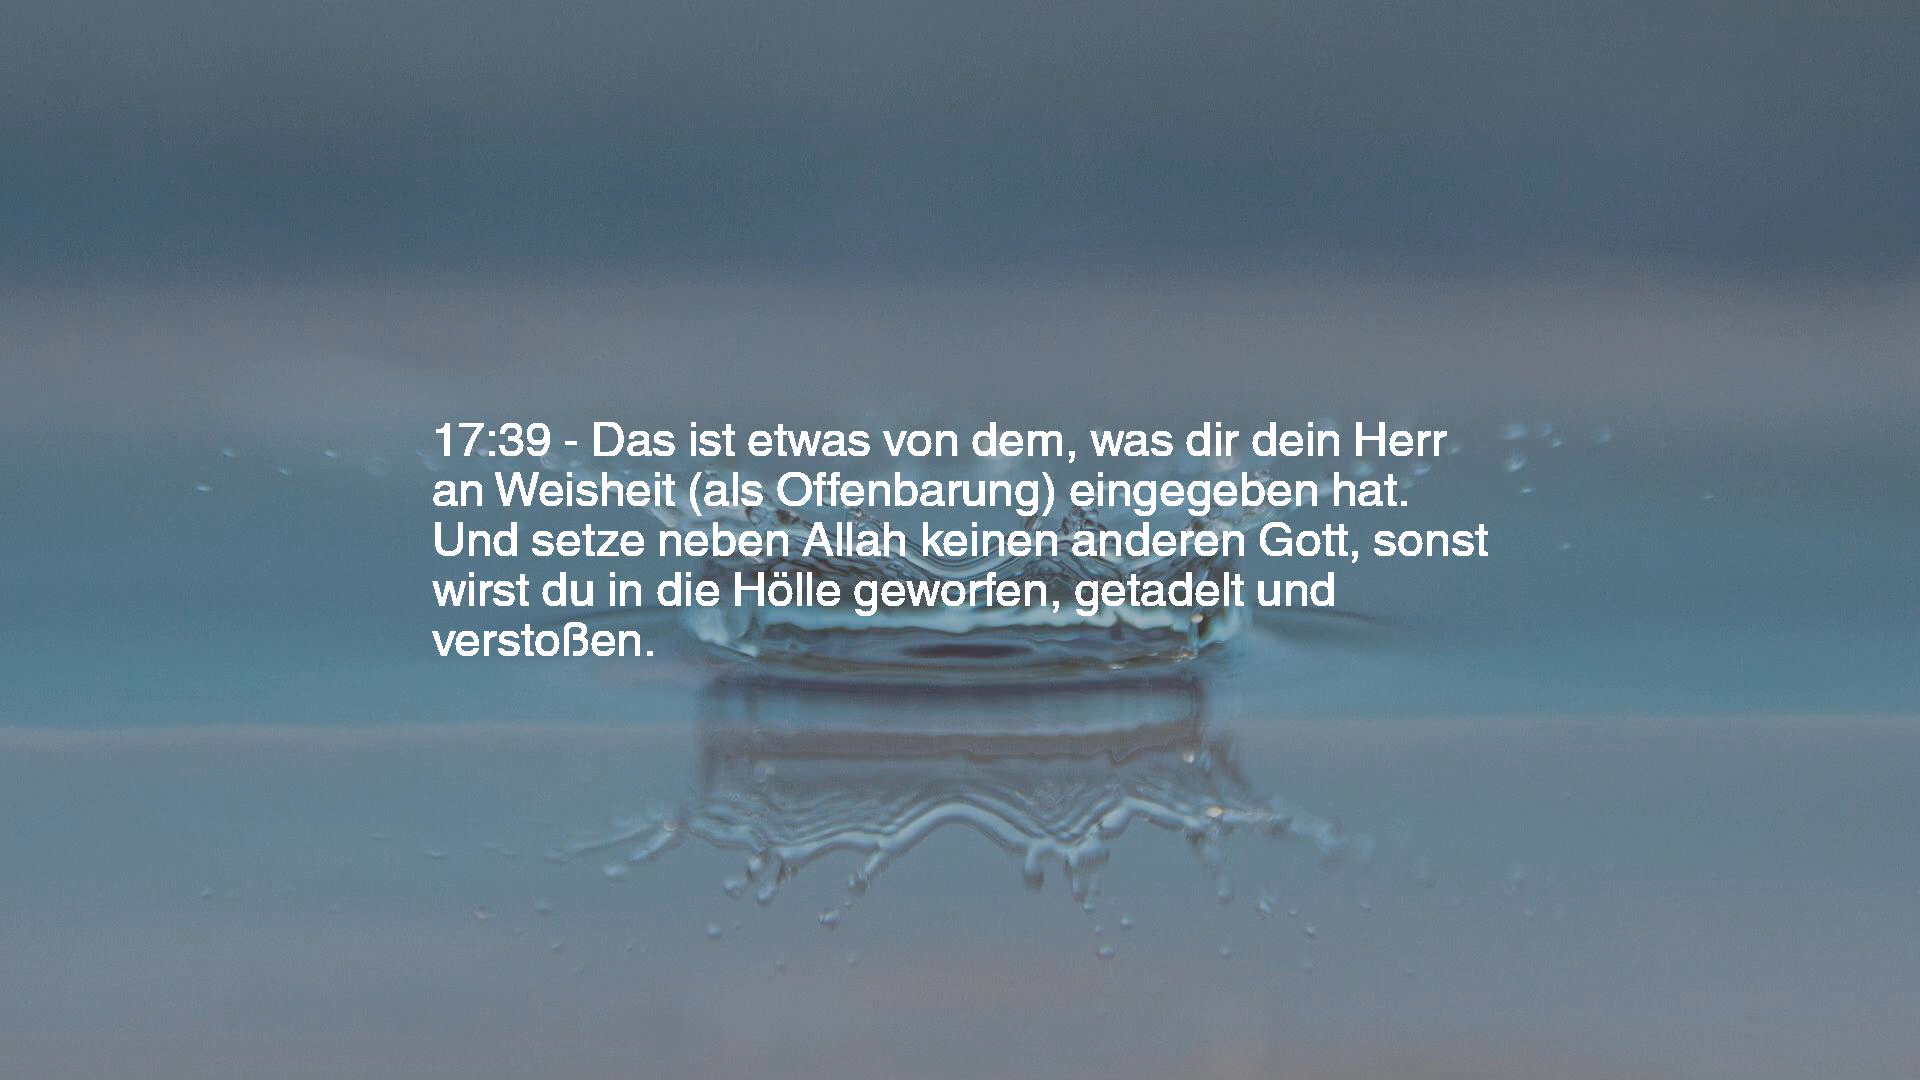 17:39 - Das ist etwas von dem, was dir dein Herr
an Weisheit (als Offenbarung) eingegeben hat.
Und setze neben Allah keinen anderen Gott, sonst
wirst du in die Hölle geworfen, getadelt und
verstoßen.